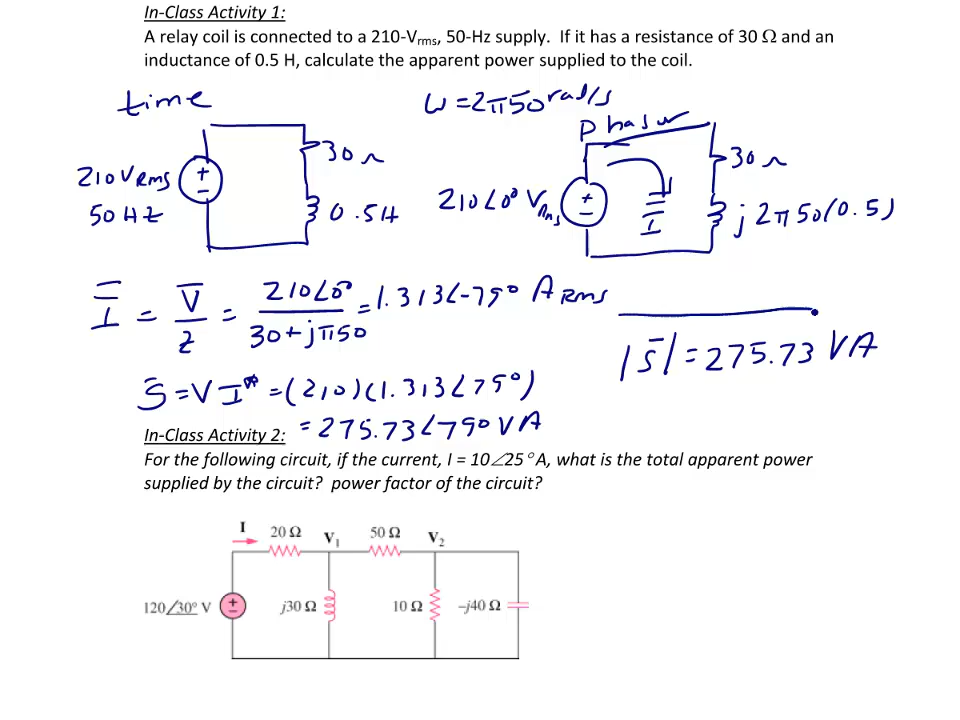 In-Class Activity 1:
A relay coil is connected to a 210-Vrms, 50-Hz supply. If it has a resistance of 30 Ω and an
inductance of 0.5 H, calculate the apparent power supplied to the coil.
time
ω = 2π50 rad/s
phasor
210 VRMS
50 Hz
+
−
30 Ω
0.5H
210∠0° VRms
+
−
I
30 Ω
j 2π50(0.5)
I = V/Z = 210∠0°/30+jπ50 = 1.313∠-79° ARMS
|S| = 275.73 VA
S = VI* = (210)(1.313∠79°)
= 275.73∠79° VA
In-Class Activity 2:
For the following circuit, if the current, I = 10∠25°A, what is the total apparent power
supplied by the circuit? power factor of the circuit?
I 20 Ω V1 50 Ω V2
120/30° V + − j30 Ω 10 Ω −j40 Ω